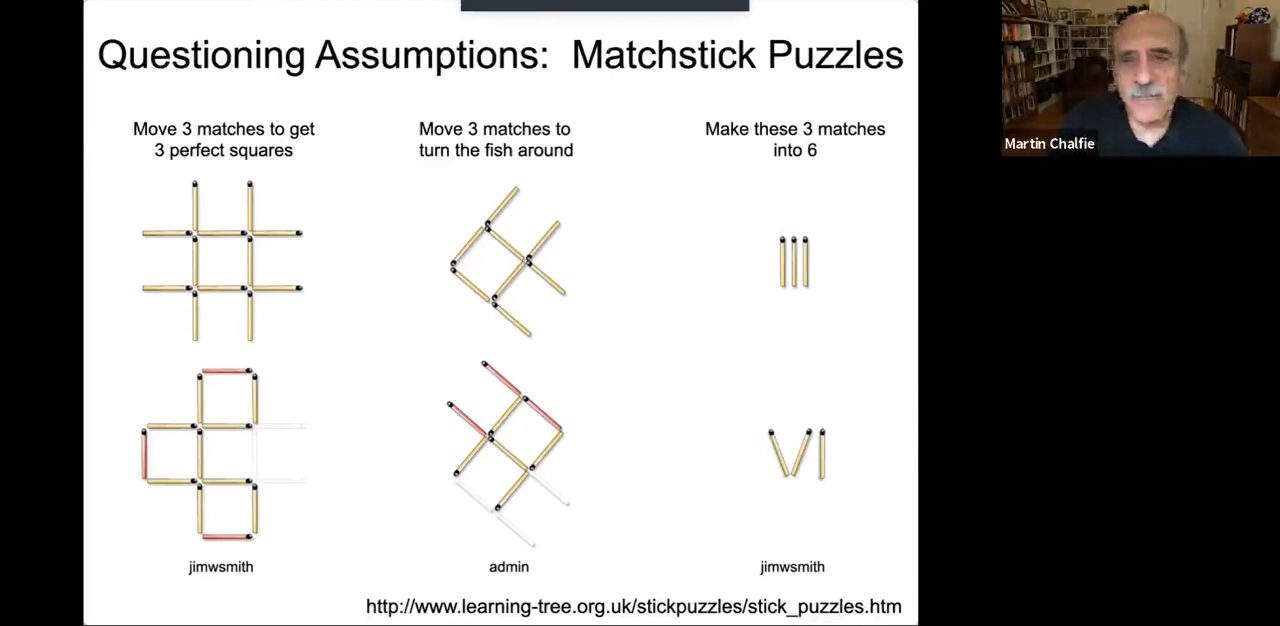 Questioning Assumptions:  Matchstick Puzzles
Move 3 matches to get
3 perfect squares
Move 3 matches to
turn the fish around
Make these 3 matches
into 6
jimwsmith
admin
jimwsmith
http://www.learning-tree.org.uk/stickpuzzles/stick_puzzles.htm
Martin Chalfie